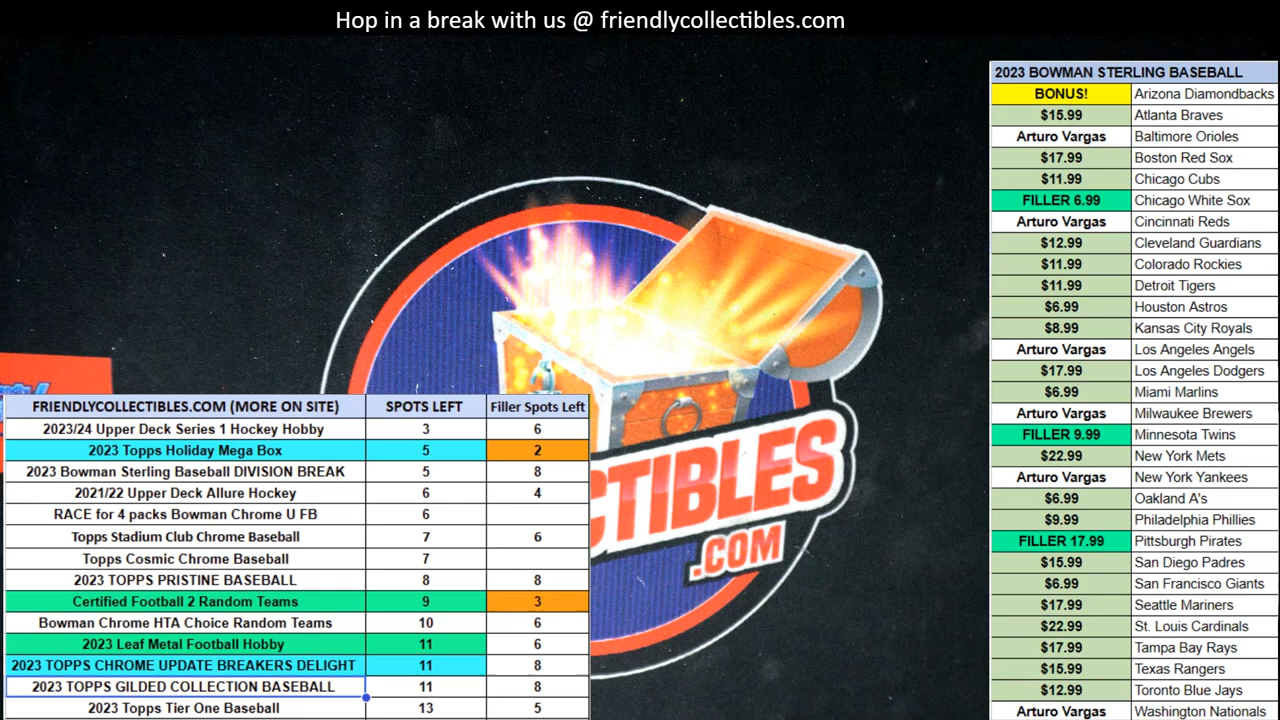 Hop in a break with us @ friendlycollectibles.com
2023 BOWMAN STERLING BASEBALL
BONUS! Arizona Diamondbacks
$15.99 Atlanta Braves
Arturo Vargas Baltimore Orioles
$17.99 Boston Red Sox
$11.99 Chicago Cubs
FILLER 6.99 Chicago White Sox
Arturo Vargas Cincinnati Reds
$12.99 Cleveland Guardians
$11.99 Colorado Rockies
$11.99 Detroit Tigers
$6.99 Houston Astros
$8.99 Kansas City Royals
Arturo Vargas Los Angeles Angels
$17.99 Los Angeles Dodgers
$6.99 Miami Marlins
Arturo Vargas Milwaukee Brewers
FILLER 9.99 Minnesota Twins
$22.99 New York Mets
Arturo Vargas New York Yankees
$6.99 Oakland A's
$9.99 Philadelphia Phillies
FILLER 17.99 Pittsburgh Pirates
$15.99 San Diego Padres
$6.99 San Francisco Giants
$17.99 Seattle Mariners
$22.99 St. Louis Cardinals
$17.99 Tampa Bay Rays
$15.99 Texas Rangers
$12.99 Toronto Blue Jays
Arturo Vargas Washington Nationals
FRIENDLYCOLLECTIBLES.COM (MORE ON SITE) SPOTS LEFT Filler Spots Left
2023/24 Upper Deck Series 1 Hockey Hobby 3 6
2023 Topps Holiday Mega Box 5 2
2023 Bowman Sterling Baseball DIVISION BREAK 5 8
2021/22 Upper Deck Allure Hockey 6 4
RACE for 4 packs Bowman Chrome U FB 6
Topps Stadium Club Chrome Baseball 7 6
Topps Cosmic Chrome Baseball 7
2023 TOPPS PRISTINE BASEBALL 8 8
Certified Football 2 Random Teams 9 3
Bowman Chrome HTA Choice Random Teams 10 6
2023 Leaf Metal Football Hobby 11 6
2023 TOPPS CHROME UPDATE BREAKERS DELIGHT 11 8
2023 TOPPS GILDED COLLECTION BASEBALL 11 8
2023 Topps Tier One Baseball 13 5
CTIBLES
.COM